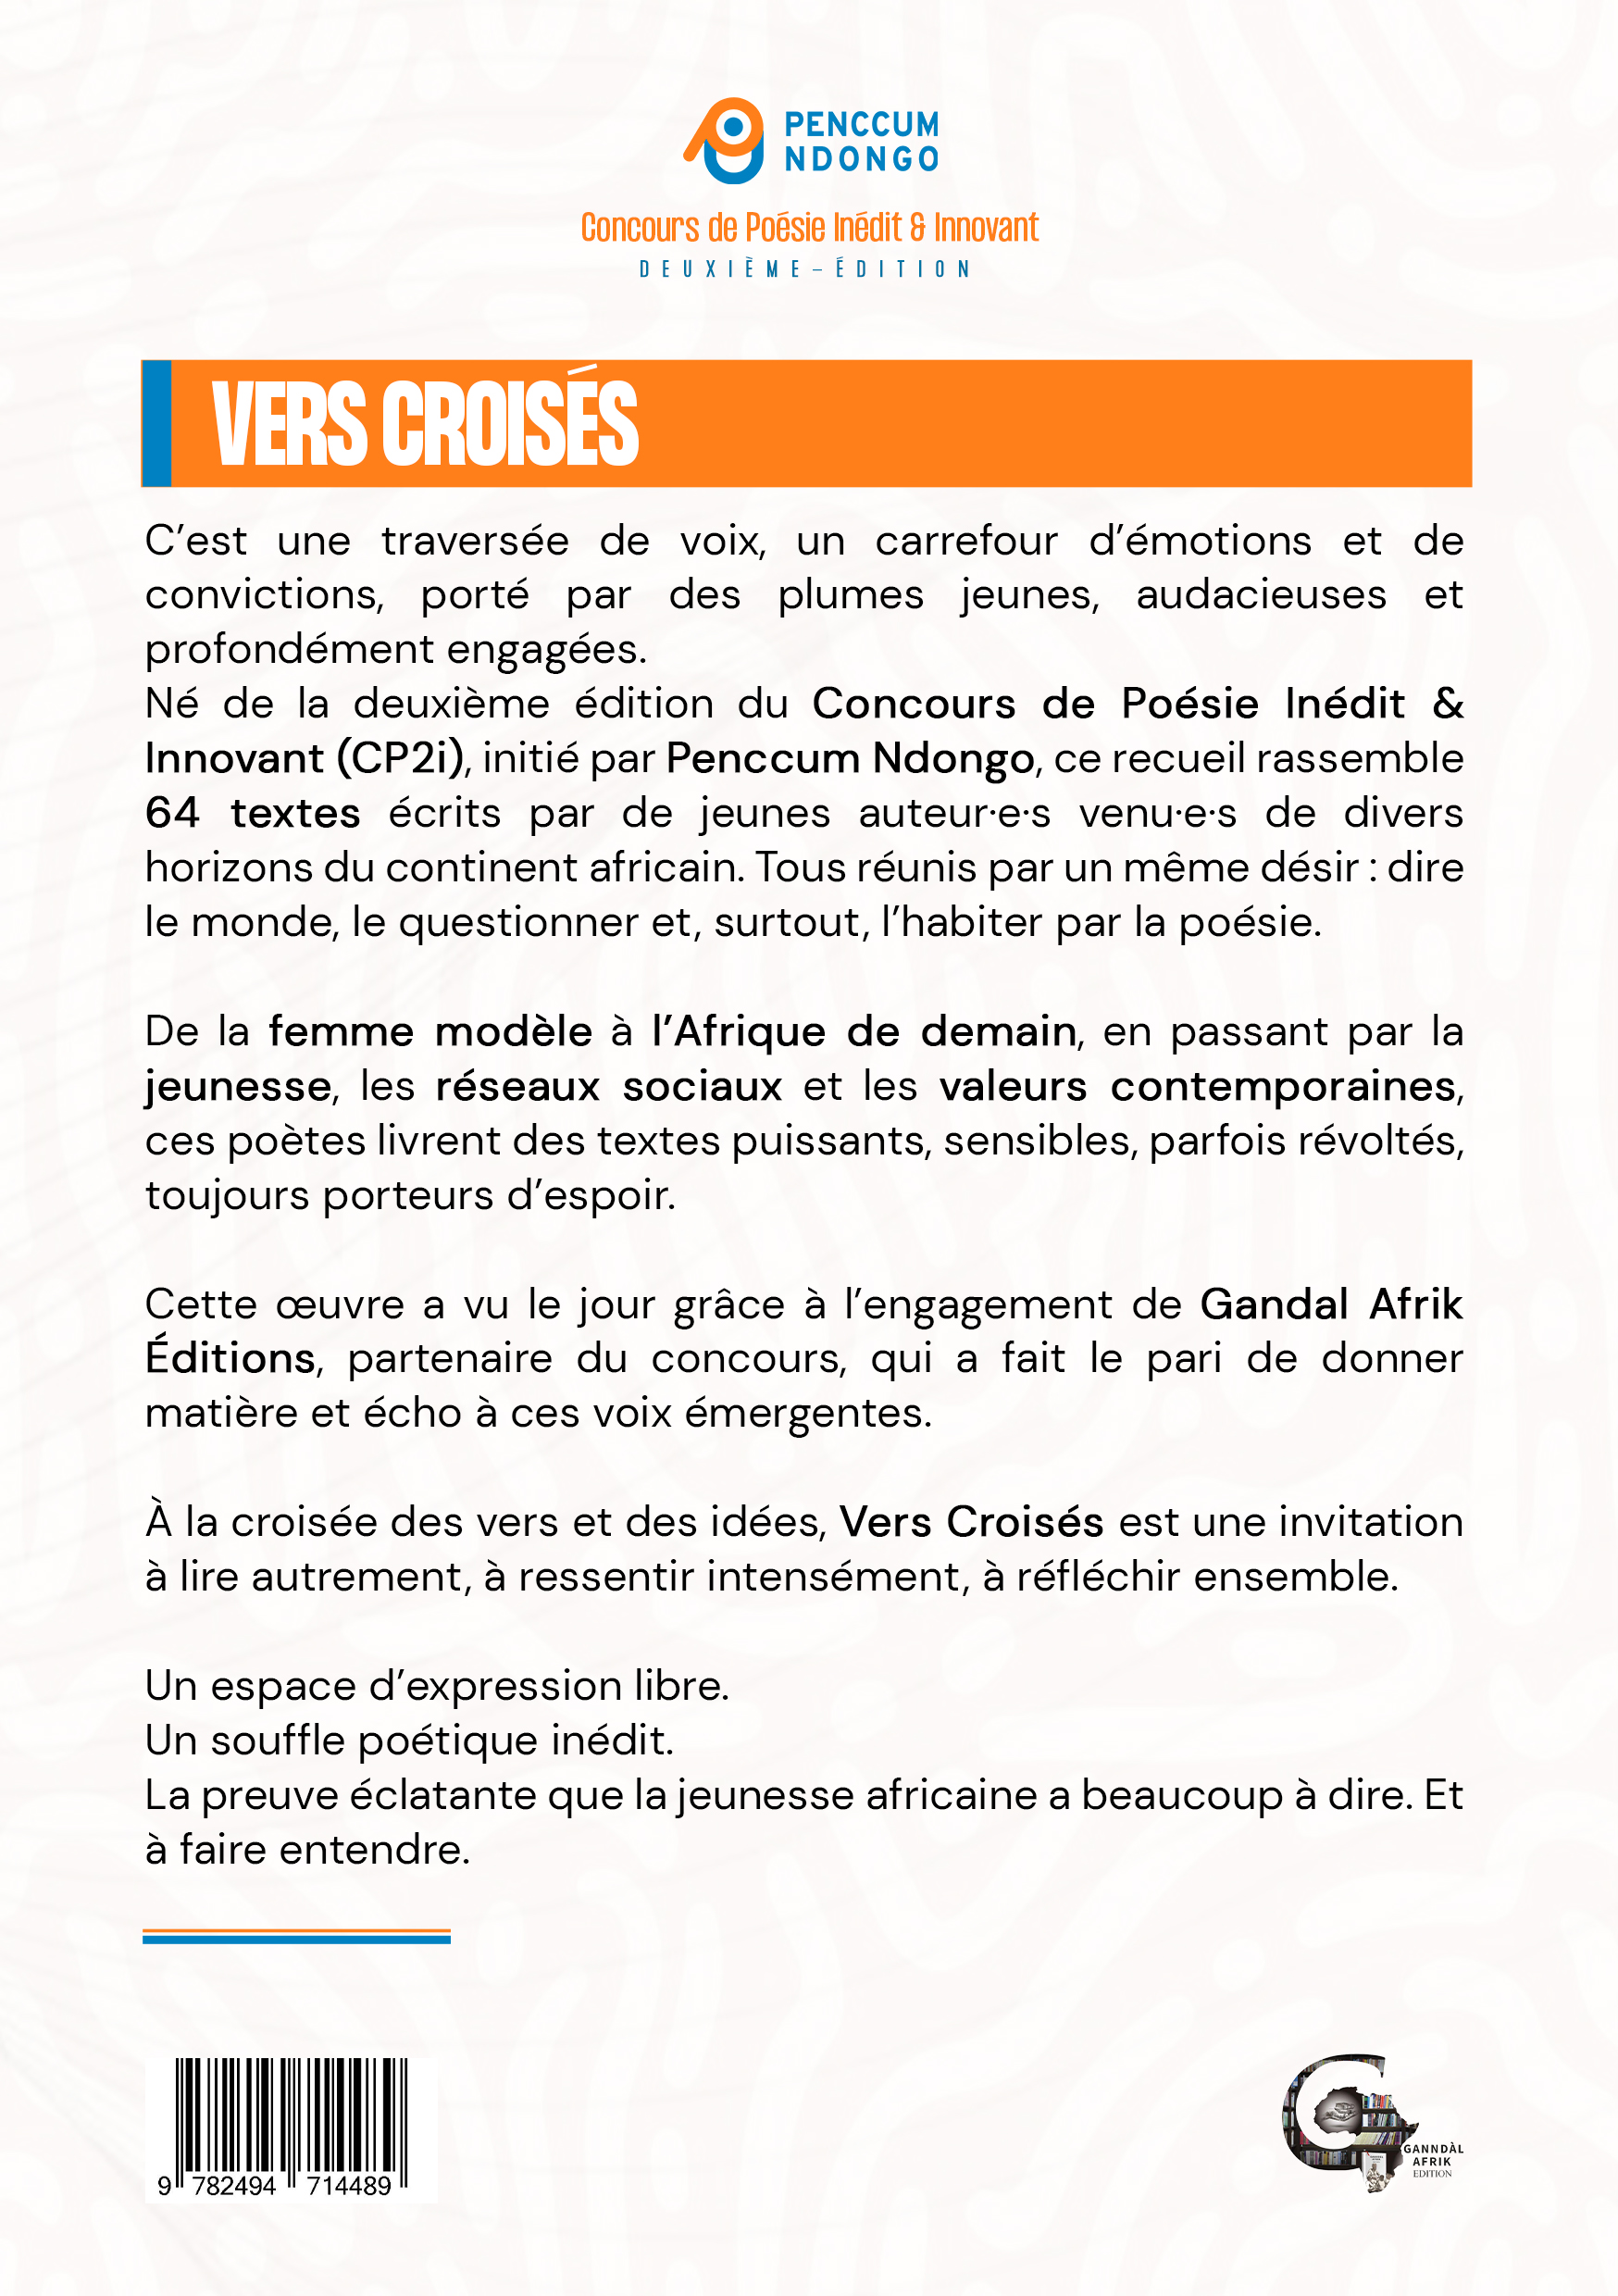 PENCCUM
NDONGO
Concours de Poésie Inédit & Innovant
DEUXIÈME-ÉDITION
VERS CROISÉS
C’est une traversée de voix, un carrefour d’émotions et de
convictions, porté par des plumes jeunes, audacieuses et
profondément engagées.
Né de la deuxième édition du Concours de Poésie Inédit &
Innovant (CP2i), initié par Penccum Ndongo, ce recueil rassemble
64 textes écrits par de jeunes auteur·e·s venu·e·s de divers
horizons du continent africain. Tous réunis par un même désir : dire
le monde, le questionner et, surtout, l’habiter par la poésie.
De la femme modèle à l’Afrique de demain, en passant par la
jeunesse, les réseaux sociaux et les valeurs contemporaines,
ces poètes livrent des textes puissants, sensibles, parfois révoltés,
toujours porteurs d’espoir.
Cette œuvre a vu le jour grâce à l’engagement de Gandal Afrik
Éditions, partenaire du concours, qui a fait le pari de donner
matière et écho à ces voix émergentes.
À la croisée des vers et des idées, Vers Croisés est une invitation
à lire autrement, à ressentir intensément, à réfléchir ensemble.
Un espace d’expression libre.
Un souffle poétique inédit.
La preuve éclatante que la jeunesse africaine a beaucoup à dire. Et
à faire entendre.
9 782494 714489
GANNDÀL
AFRIK
EDITION